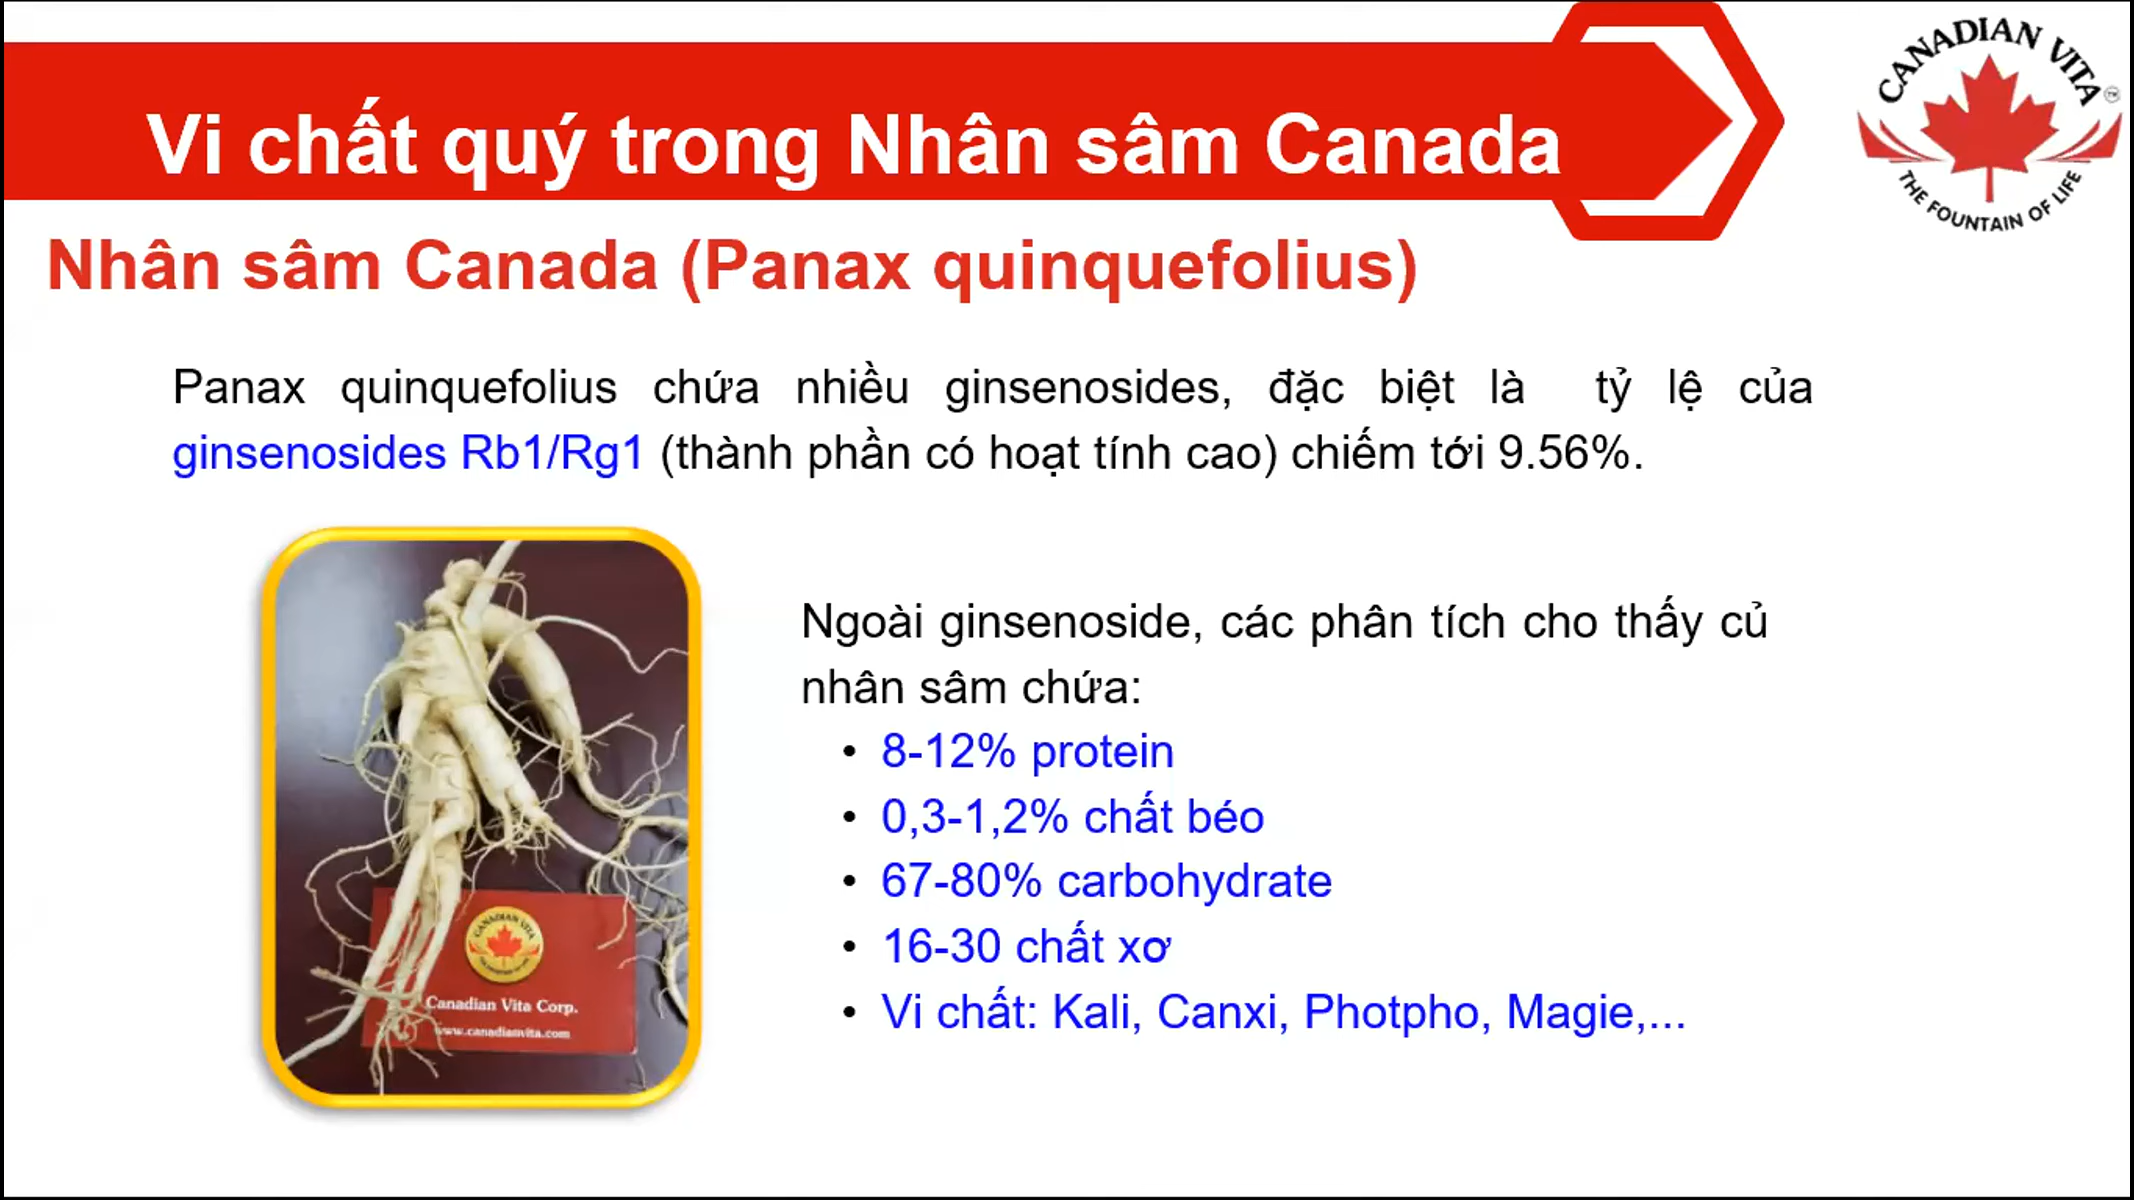 Vi chất quý trong Nhân sâm Canada
CANADIAN VITA
TM
THE FOUNTAIN OF LIFE
Nhân sâm Canada (Panax quinquefolius)
Panax quinquefolius chứa nhiều ginsenosides, đặc biệt là tỷ lệ của
ginsenosides Rb1/Rg1 (thành phần có hoạt tính cao) chiếm tới 9.56%.
Ngoài ginsenoside, các phân tích cho thấy củ
nhân sâm chứa:
• 8-12% protein
• 0,3-1,2% chất béo
• 67-80% carbohydrate
• 16-30 chất xơ
• Vi chất: Kali, Canxi, Photpho, Magie,...
CANADIAN VITA
Canadian Vita Corp.
www.canadianvita.com